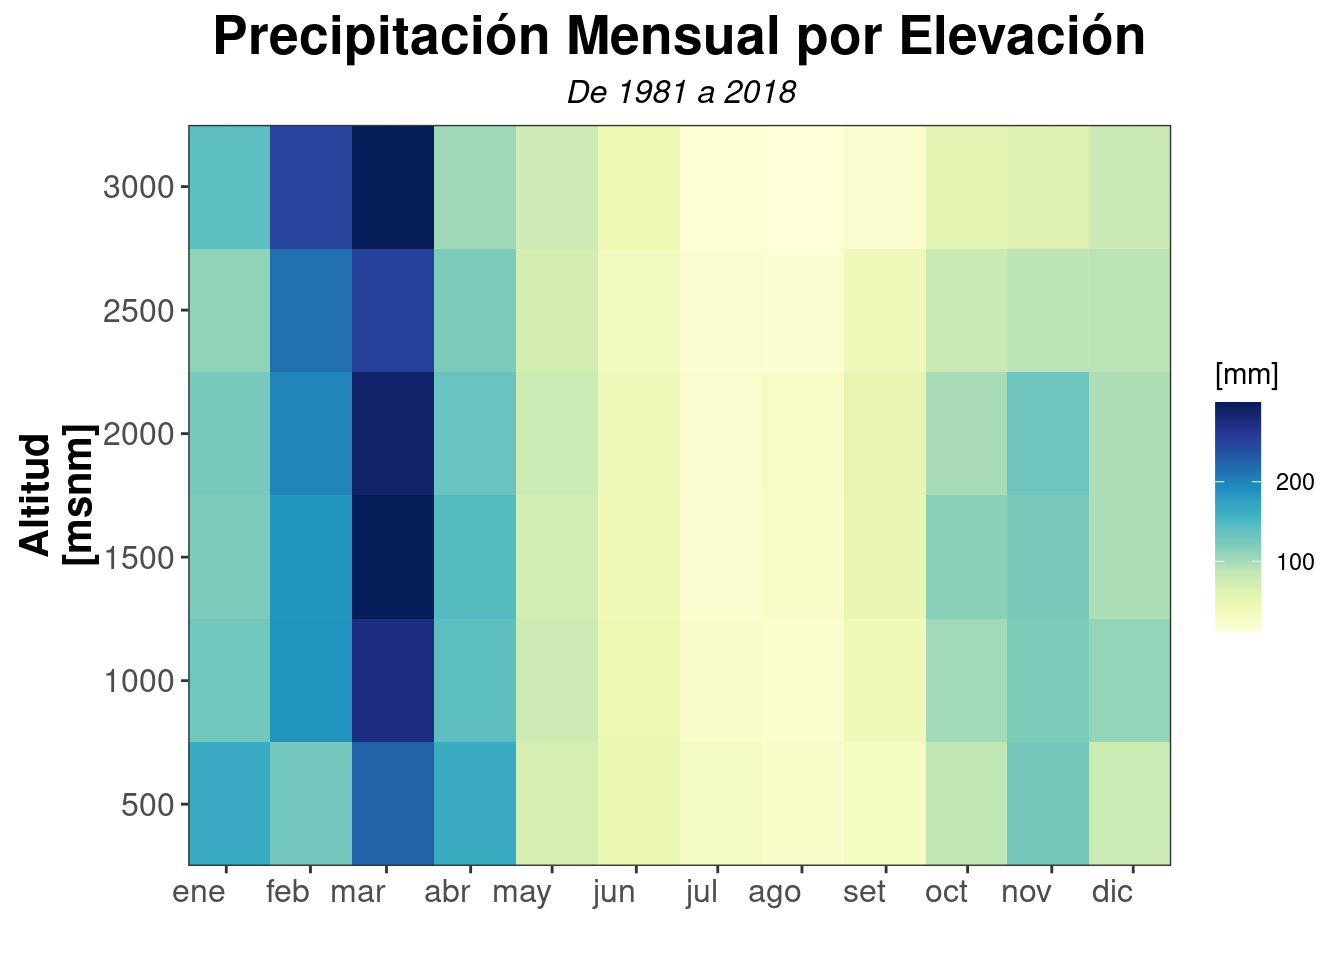 Precipitación Mensual por Elevación
De 1981 a 2018
Altitud
[msnm]
3000
2500
2000
1500
1000
500
ene feb mar abr may jun jul ago set oct nov dic
[mm]
200
100